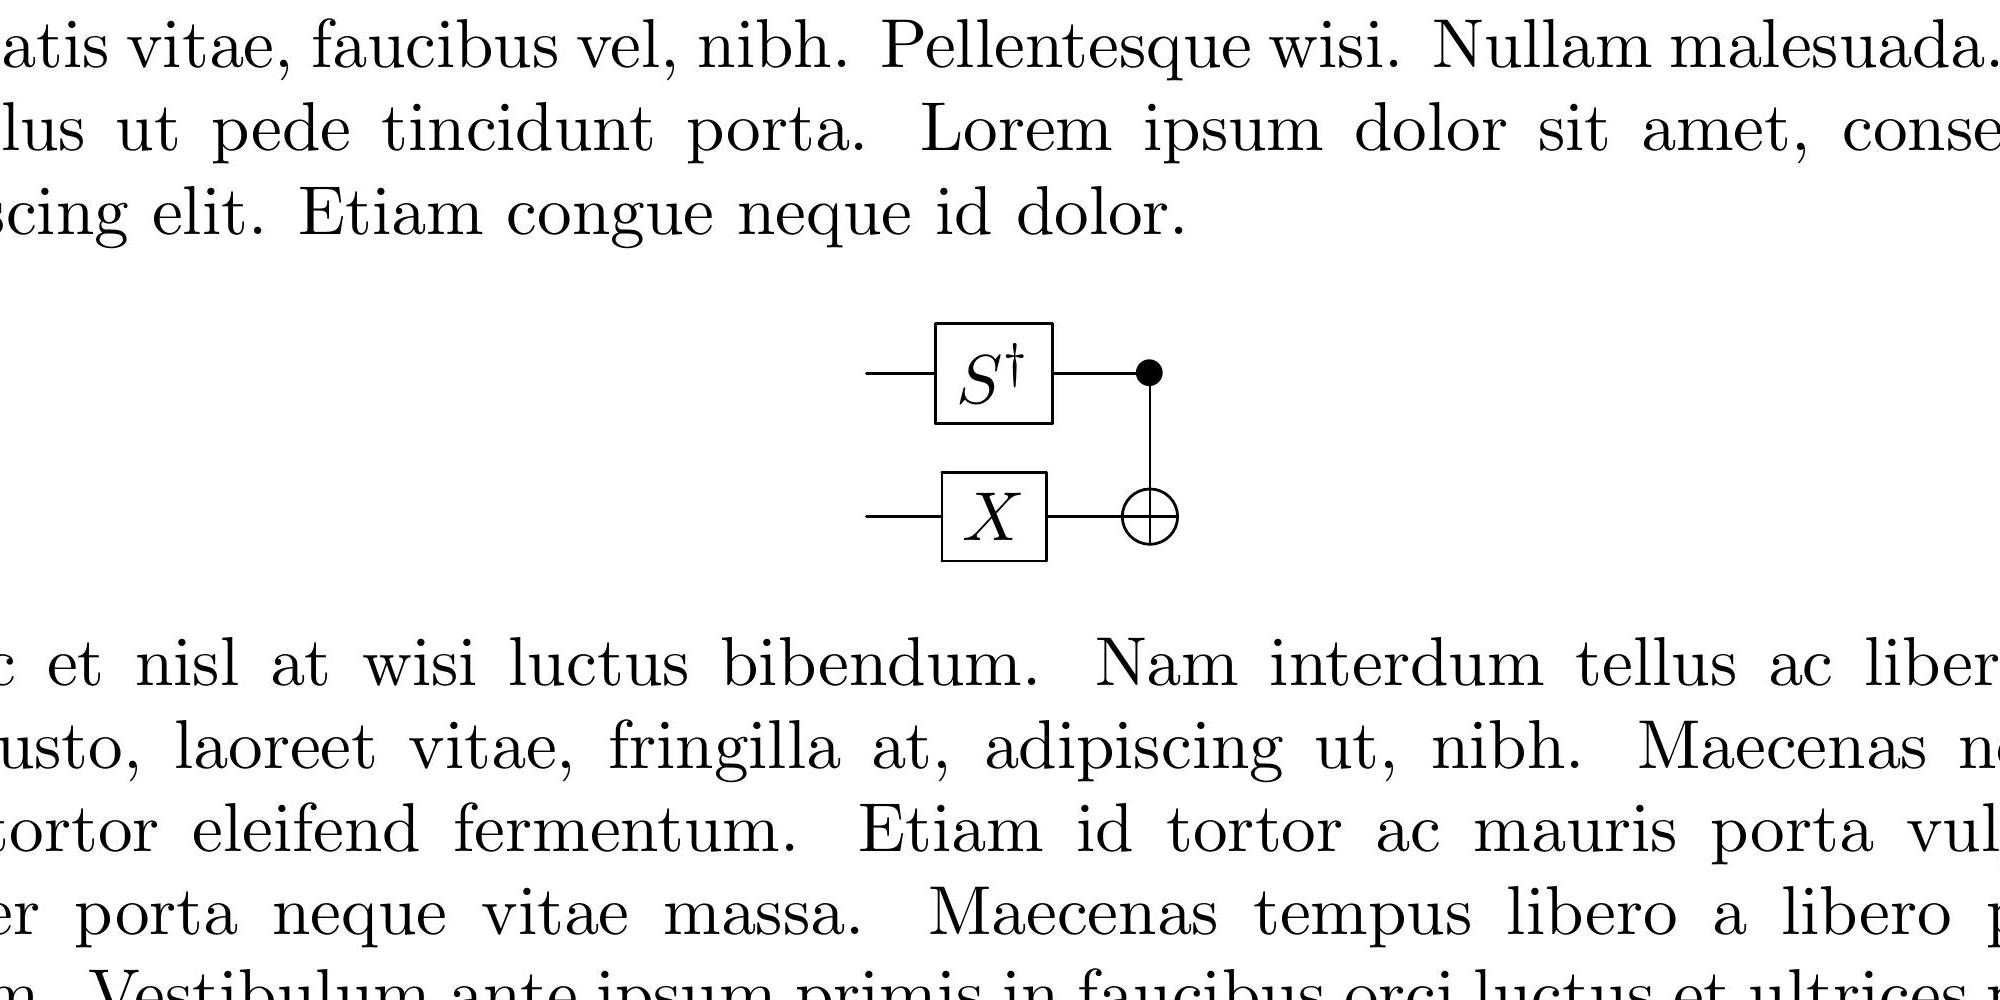 atis vitae, faucibus vel, nibh. Pellentesque wisi. Nullam malesuada.
lus ut pede tincidunt porta. Lorem ipsum dolor sit amet, conse
scing elit. Etiam congue neque id dolor.
S†
X
c et nisl at wisi luctus bibendum. Nam interdum tellus ac liber
usto, laoreet vitae, fringilla at, adipiscing ut, nibh. Maecenas ne
tortor eleifend fermentum. Etiam id tortor ac mauris porta vul
er porta neque vitae massa. Maecenas tempus libero a libero p
m. Vestibulum ante ipsum primis in faucibus orci luctus et ultrices